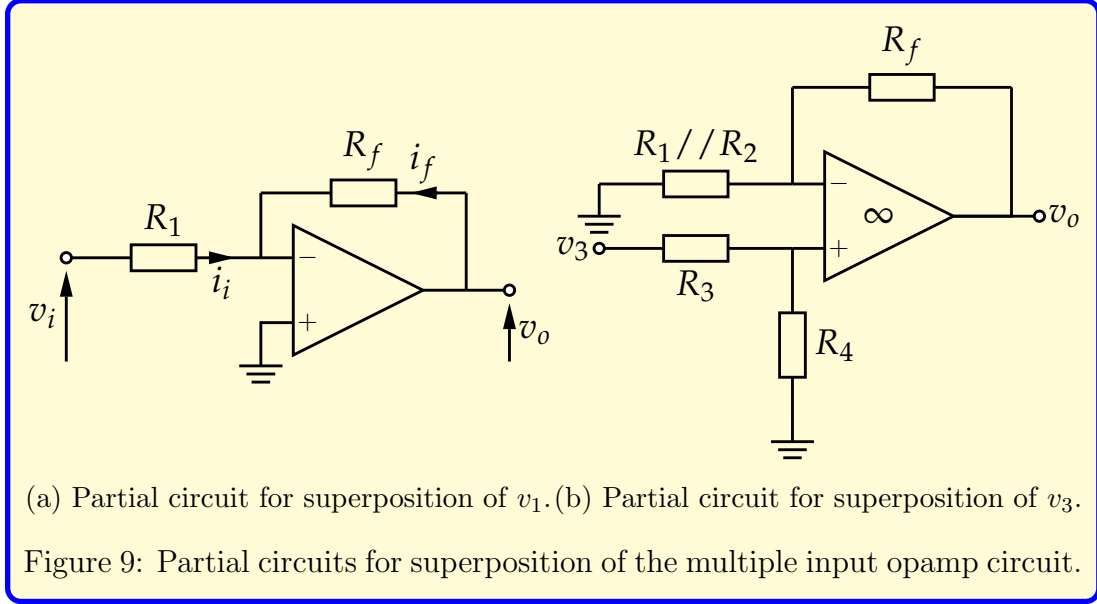 R_f
i_f
R_1
i_i
−
+
v_i
v_o
R_f
R_1//R_2
−
∞
v_o
v_3
+
R_3
R_4
(a) Partial circuit for superposition of v_1. (b) Partial circuit for superposition of v_3.
Figure 9: Partial circuits for superposition of the multiple input opamp circuit.